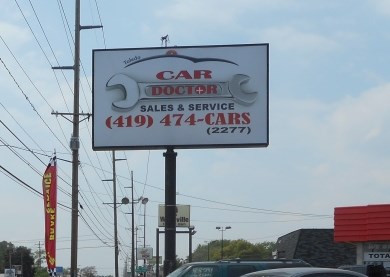 Toledo
CAR
DOCTOR
SALES & SERVICE
(419) 474-CARS
(2277)